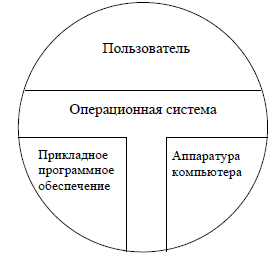 Пользователь
Операционная система
Прикладное
программное
обеспечение
Аппаратура
компьютера